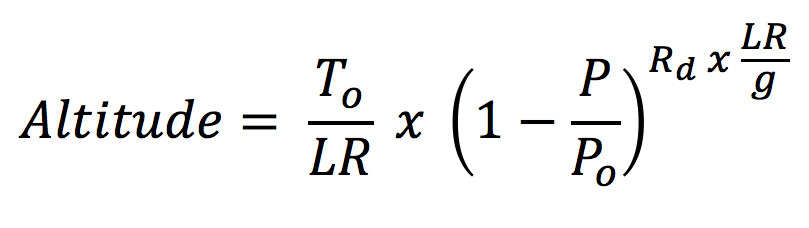 Altitude = T_o/LR x (1 − P/P_o)^(R_d x LR/g)